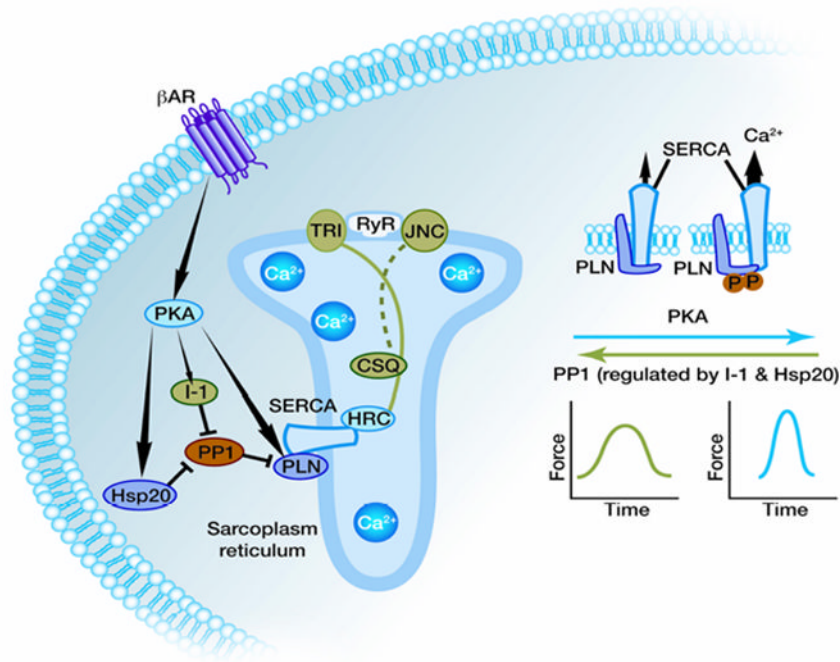 βAR
SERCA
Ca²⁺
TRI
RyR
JNC
Ca²⁺
Ca²⁺
Ca²⁺
PLN
PLN
P P
PKA
PKA
CSQ
PP1 (regulated by I-1 & Hsp20)
I-1
SERCA
HRC
PP1
PLN
Hsp20
Force
Time
Force
Time
Ca²⁺
Sarcoplasm
reticulum